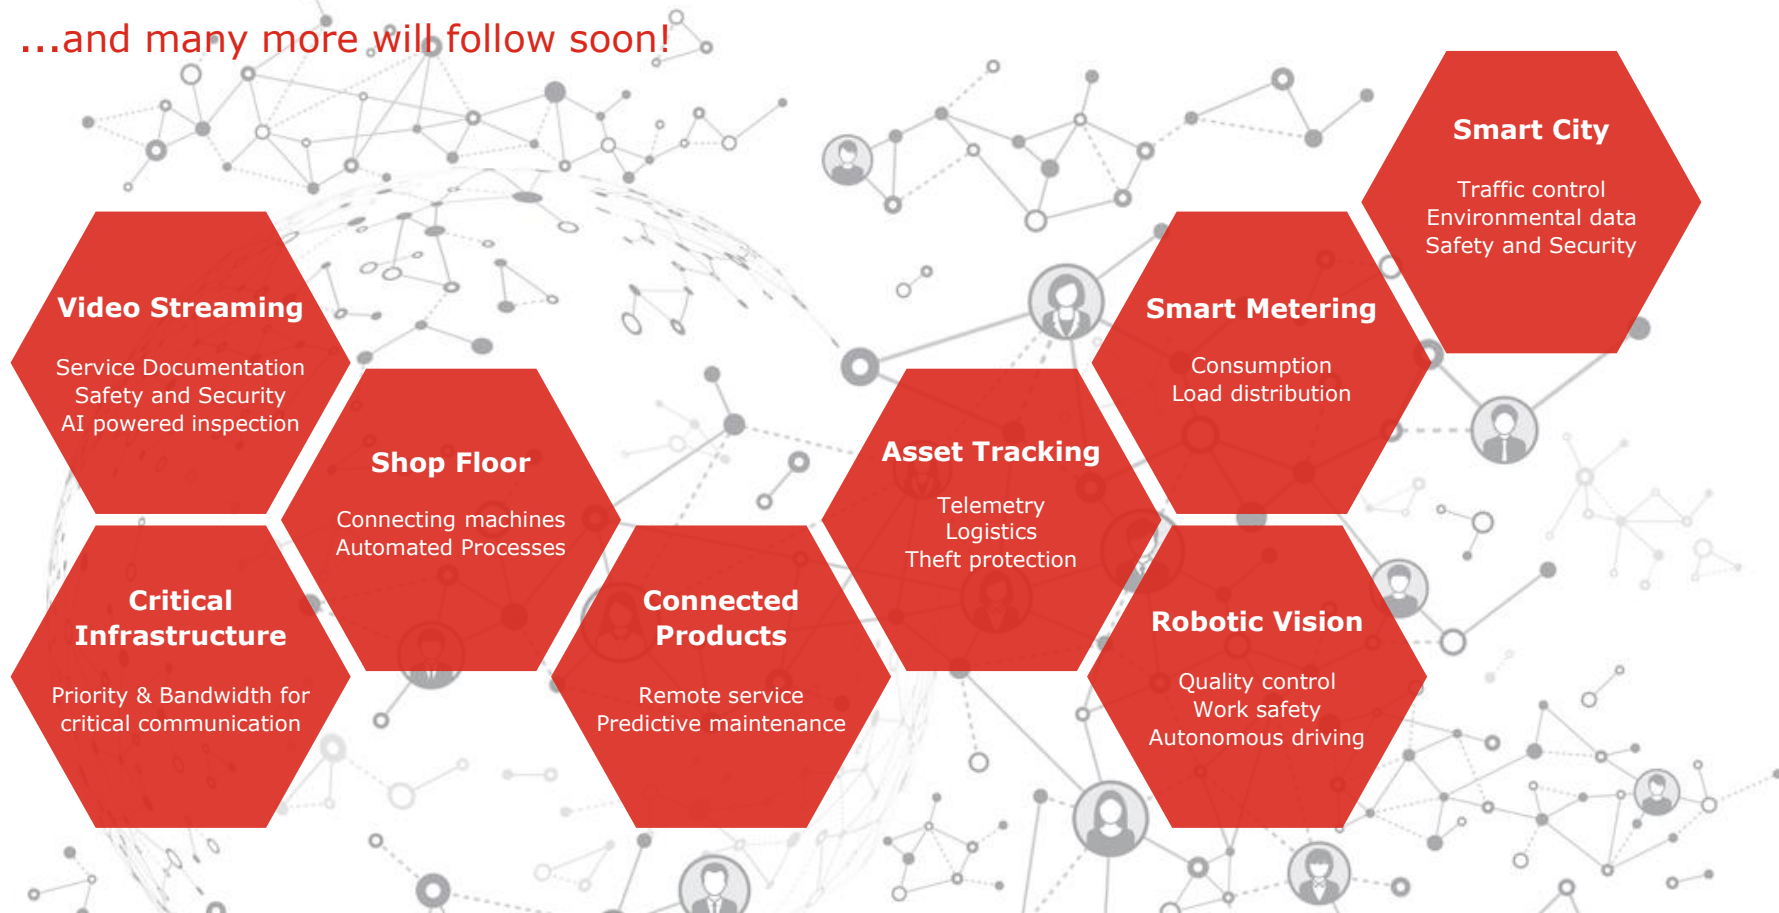 ...and many more will follow soon!
Video Streaming
Service Documentation
Safety and Security
AI powered inspection
Critical
Infrastructure
Priority & Bandwidth for
critical communication
Shop Floor
Connecting machines
Automated Processes
Connected
Products
Remote service
Predictive maintenance
Asset Tracking
Telemetry
Logistics
Theft protection
Smart Metering
Consumption
Load distribution
Robotic Vision
Quality control
Work safety
Autonomous driving
Smart City
Traffic control
Environmental data
Safety and Security